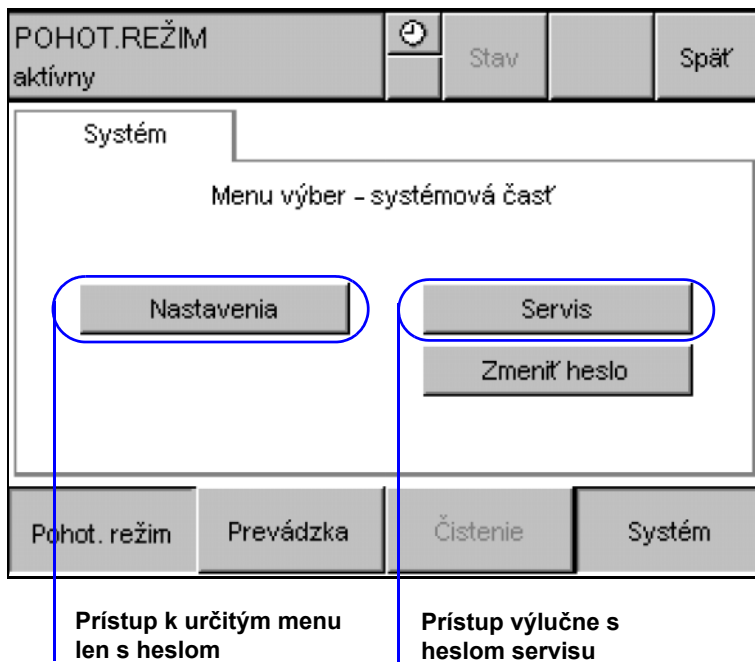 POHOT.REŽIM
aktívny
Stav
Späť
Systém
Menu výber - systémová časť
Nastavenia
Servis
Zmeniť heslo
Pohot. režim
Prevádzka
Čistenie
Systém
Prístup k určitým menu
len s heslom
Prístup výlučne s
heslom servisu